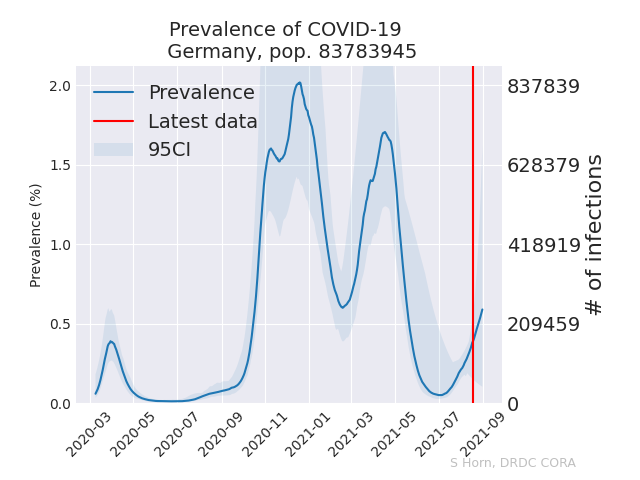 Prevalence of COVID-19
Germany, pop. 83783945
Prevalence
Latest data
95CI
Prevalence (%)
2.0
1.5
1.0
0.5
0.0
837839
628379
418919
209459
0
# of infections
2020-03
2020-05
2020-07
2020-09
2020-11
2021-01
2021-03
2021-05
2021-07
2021-09
S Horn, DRDC CORA